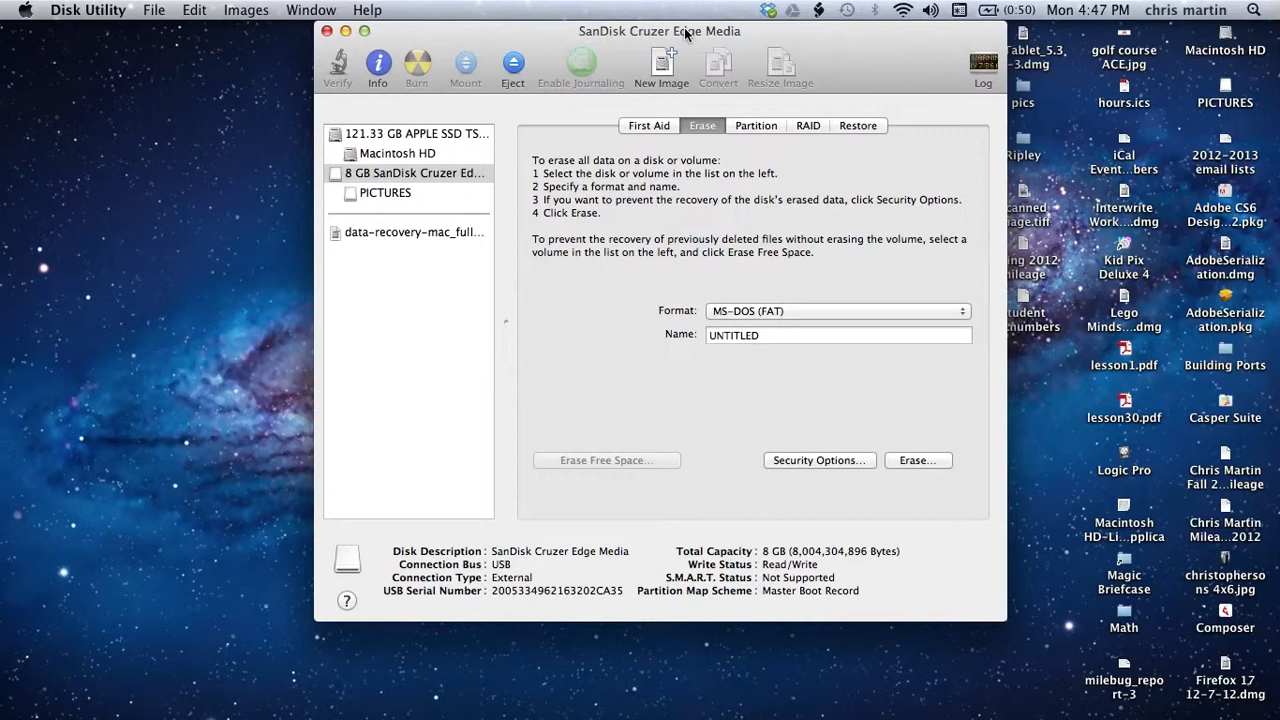 Disk Utility File Edit Images Window Help
(0:50) Mon 4:47 PM chris martin
SanDisk Cruzer Edge Media
Verify Info Burn Mount Eject Enable Journaling New Image Convert Resize Image Log
121.33 GB APPLE SSD TS...
Macintosh HD
8 GB SanDisk Cruzer Ed...
PICTURES
data-recovery-mac_full...
First Aid Erase Partition RAID Restore
To erase all data on a disk or volume:
1 Select the disk or volume in the list on the left.
2 Specify a format and name.
3 If you want to prevent the recovery of the disk's erased data, click Security Options.
4 Click Erase.
To prevent the recovery of previously deleted files without erasing the volume, select a
volume in the list on the left, and click Erase Free Space.
Format: MS-DOS (FAT)
Name: UNTITLED
Erase Free Space... Security Options... Erase...
Disk Description : SanDisk Cruzer Edge Media
Connection Bus : USB
Connection Type : External
USB Serial Number : 2005334962163202CA35
Total Capacity : 8 GB (8,004,304,896 Bytes)
Write Status : Read/Write
S.M.A.R.T. Status : Not Supported
Partition Map Scheme : Master Boot Record
?
Tablet_5.3
.dmg
pics
Ripley
canned
mage.tiff
ing 2012
mileage
tudent
numbers
golf course
ACE.jpg
hours.ics
iCal
Event...bers
Interwrite
Work....dmg
Kid Pix
Deluxe 4
Lego
Minds....dmg
lesson1.pdf
lesson30.pdf
Logic Pro
Macintosh
HD-Li...pplica
Magic
Briefcase
Math
milebug_repo
rt-3
Macintosh HD
PICTURES
2012-2013
email lists
Adobe CS6
Desig...2.pkg
AdobeSerializ
ation.dmg
AdobeSerializ
ation.pkg
Building Ports
Casper Suite
Chris Martin
Fall 2...ileage
Chris Martin
Milea...2012
christopherso
ns 4x6.jpg
Composer
Firefox 17
12-7-12.dmg